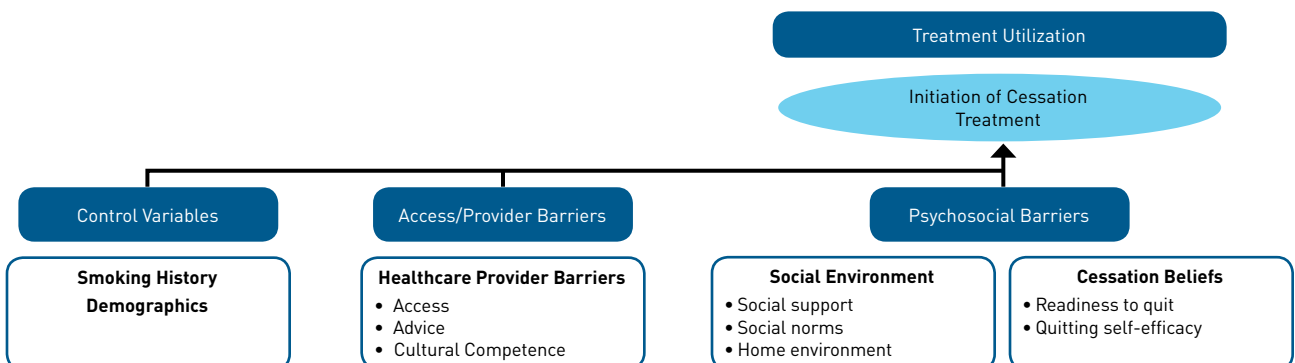 Treatment Utilization
Initiation of Cessation
Treatment
Control Variables
Access/Provider Barriers
Psychosocial Barriers
Smoking History
Demographics
Healthcare Provider Barriers
• Access
• Advice
• Cultural Competence
Social Environment
• Social support
• Social norms
• Home environment
Cessation Beliefs
• Readiness to quit
• Quitting self-efficacy